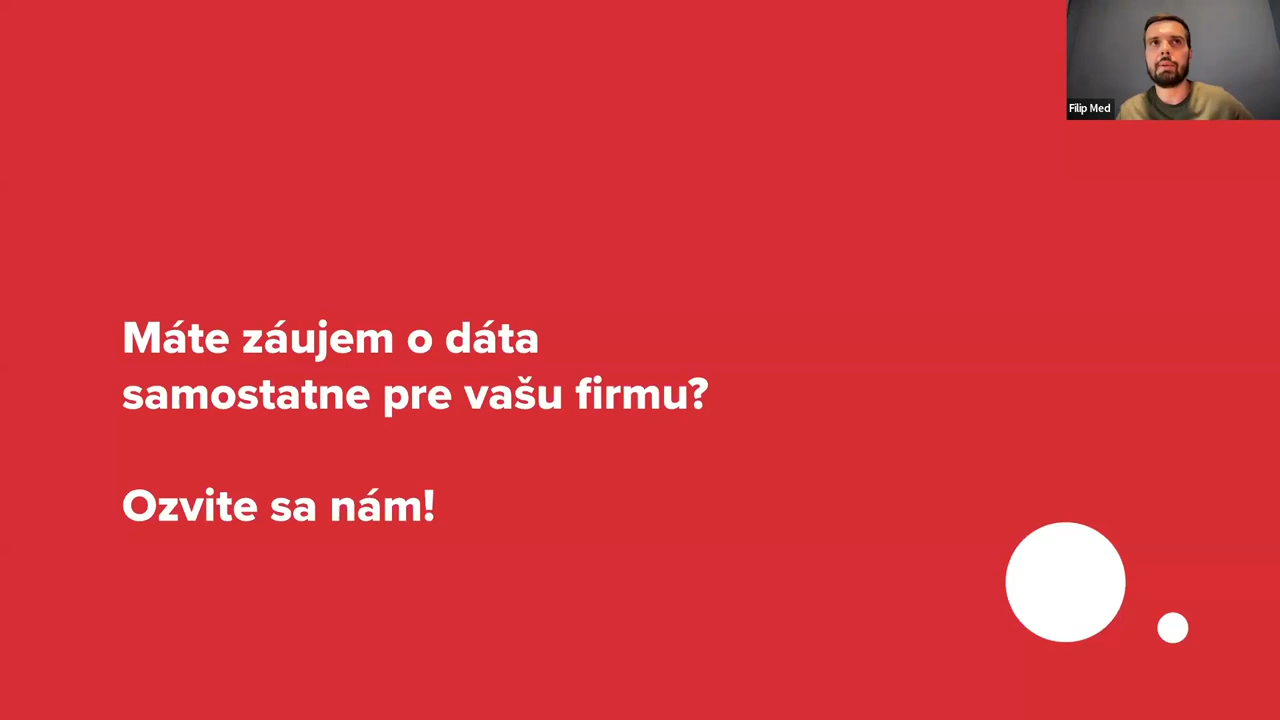 Filip Med
Máte záujem o dáta
samostatne pre vašu firmu?
Ozvite sa nám!